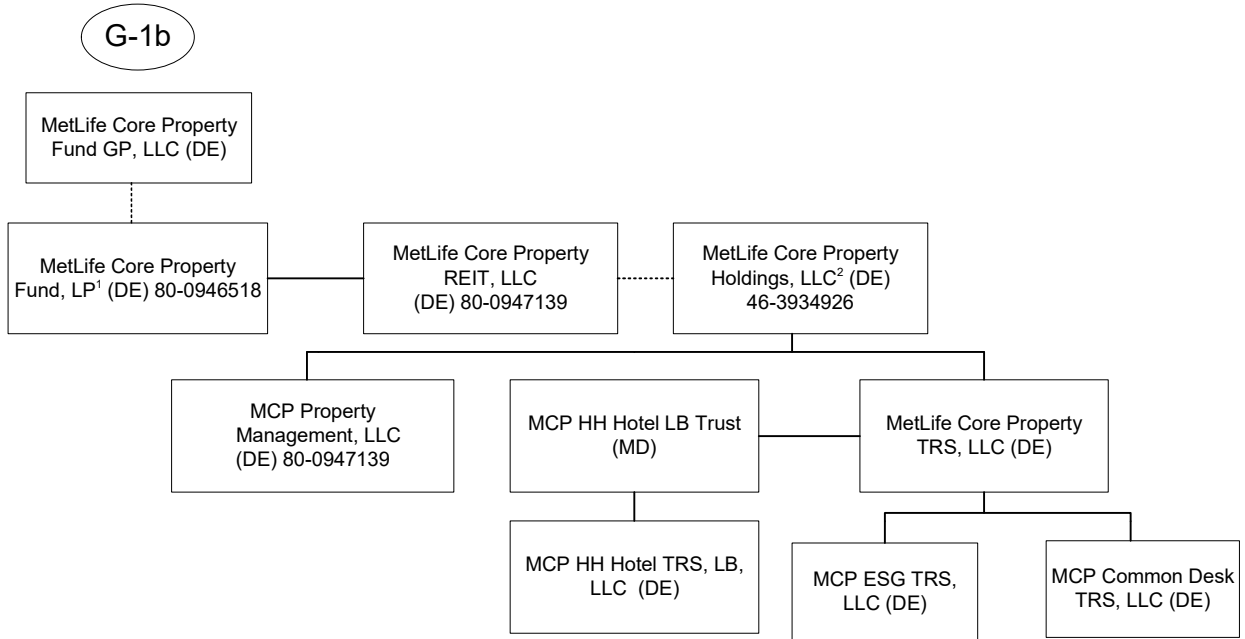 G-1b
MetLife Core Property
Fund GP, LLC (DE)
MetLife Core Property
Fund, LP¹ (DE) 80-0946518
MetLife Core Property
REIT, LLC
(DE) 80-0947139
MetLife Core Property
Holdings, LLC² (DE)
46-3934926
MCP Property
Management, LLC
(DE) 80-0947139
MCP HH Hotel LB Trust
(MD)
MetLife Core Property
TRS, LLC (DE)
MCP HH Hotel TRS, LB,
LLC (DE)
MCP ESG TRS,
LLC (DE)
MCP Common Desk
TRS, LLC (DE)